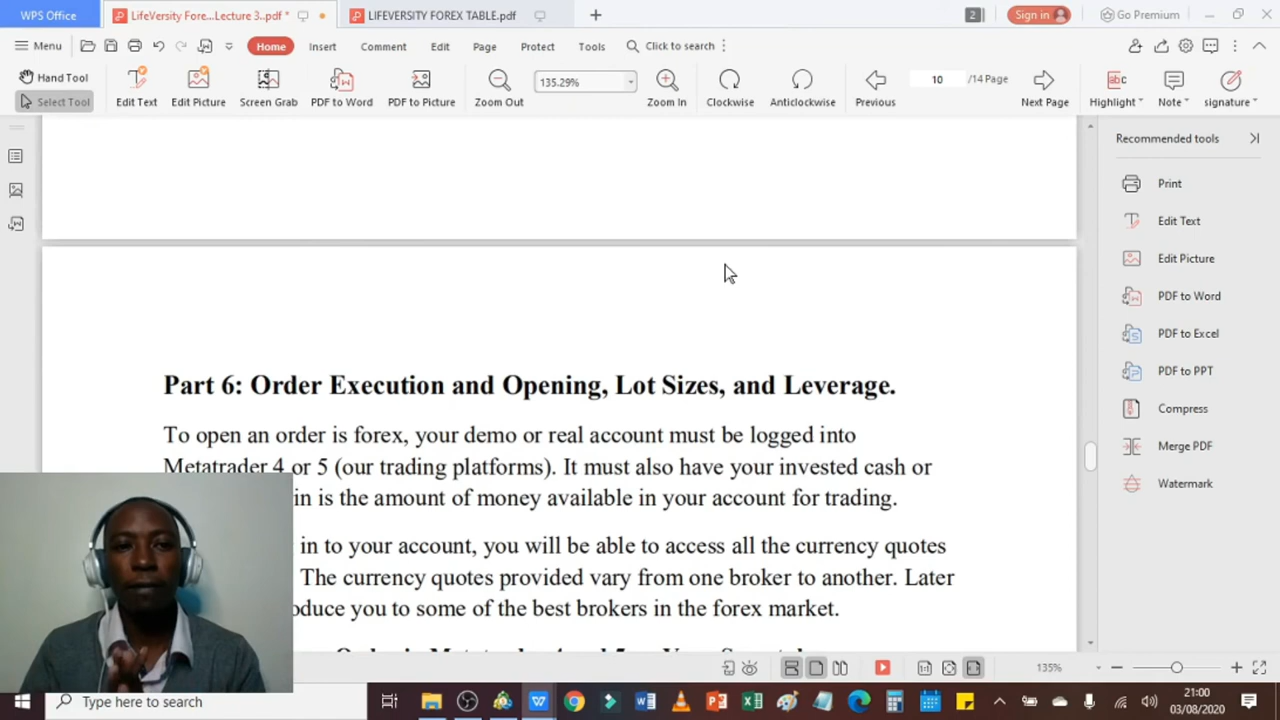 WPS Office
LifeVersity Fore...Lecture 3..pdf *
LIFEVERSITY FOREX TABLE.pdf
2
Sign in
Go Premium
Menu
Home
Insert
Comment
Edit
Page
Protect
Tools
Click to search
Hand Tool
Select Tool
Edit Text
Edit Picture
Screen Grab
PDF to Word
PDF to Picture
Zoom Out
135.29%
Zoom In
Clockwise
Anticlockwise
Previous
10 /14 Page
Next Page
Highlight
Note
signature
Recommended tools
Print
Edit Text
Edit Picture
PDF to Word
PDF to Excel
PDF to PPT
Compress
Merge PDF
Watermark
Part 6: Order Execution and Opening, Lot Sizes, and Leverage.
To open an order is forex, your demo or real account must be logged into
Metatrader 4 or 5 (our trading platforms). It must also have your invested cash or
in is the amount of money available in your account for trading.
in to your account, you will be able to access all the currency quotes
The currency quotes provided vary from one broker to another. Later
oduce you to some of the best brokers in the forex market.
135%
Type here to search
21:00
03/08/2020